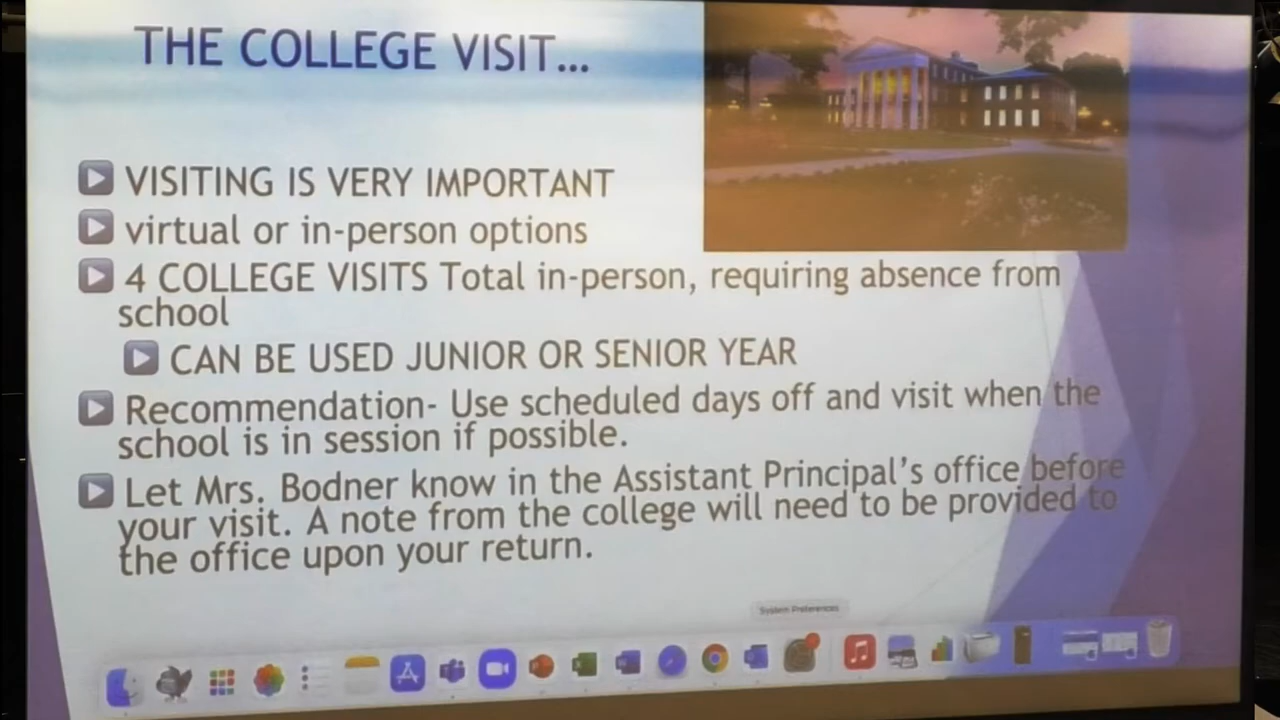 THE COLLEGE VISIT...
VISITING IS VERY IMPORTANT
virtual or in-person options
4 COLLEGE VISITS Total in-person, requiring absence from
school
CAN BE USED JUNIOR OR SENIOR YEAR
Recommendation- Use scheduled days off and visit when the
school is in session if possible.
Let Mrs. Bodner know in the Assistant Principal's office before
your visit. A note from the college will need to be provided to
the office upon your return.
System Preferences